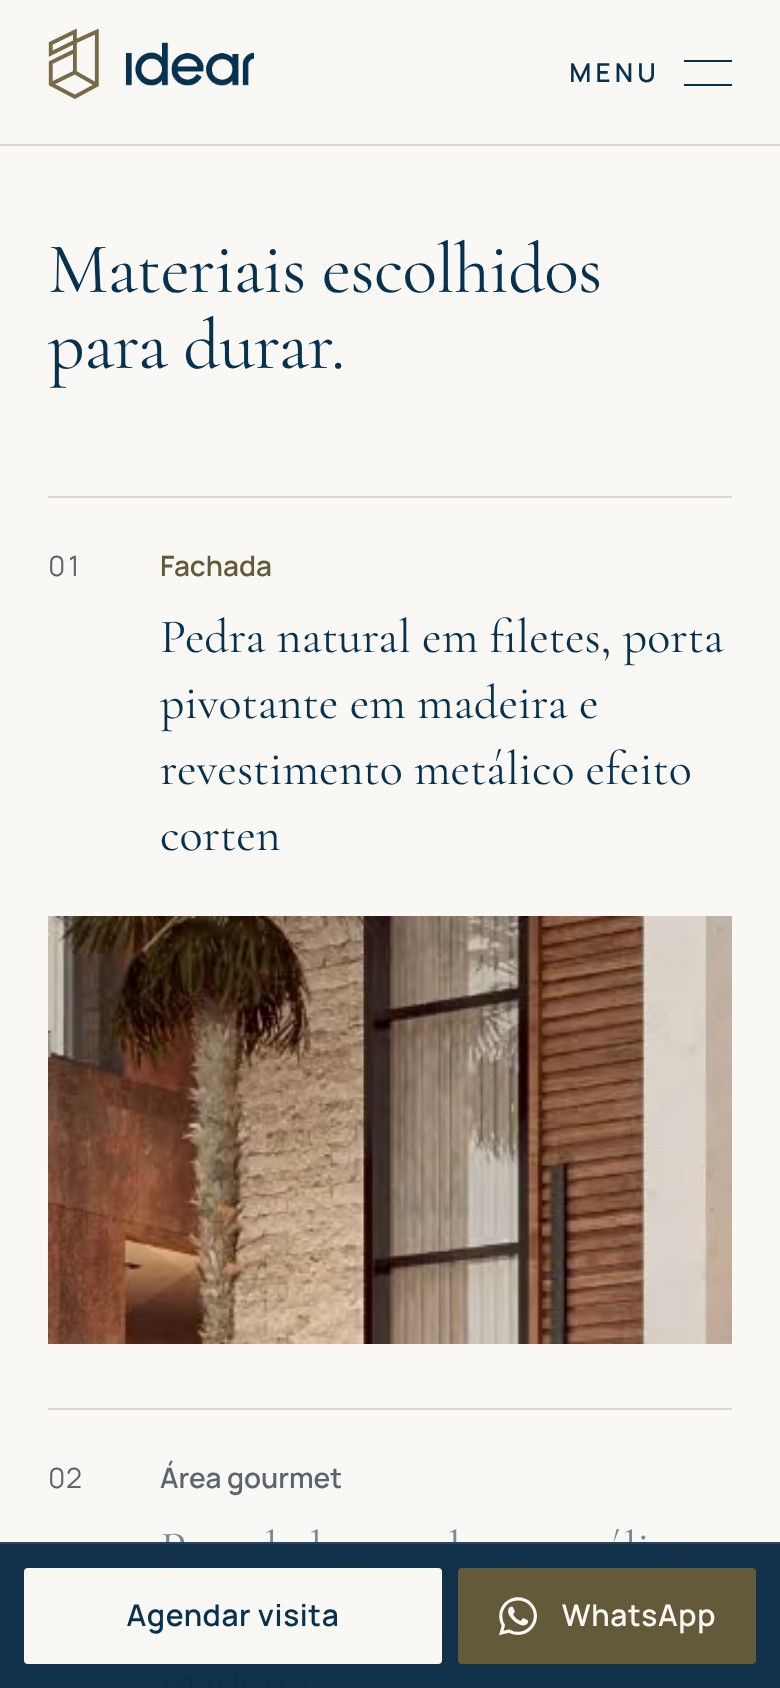 idear
MENU
Materiais escolhidos
para durar.
01
Fachada
Pedra natural em filetes, porta
pivotante em madeira e
revestimento metálico efeito
corten
02
Área gourmet
Agendar visita
WhatsApp